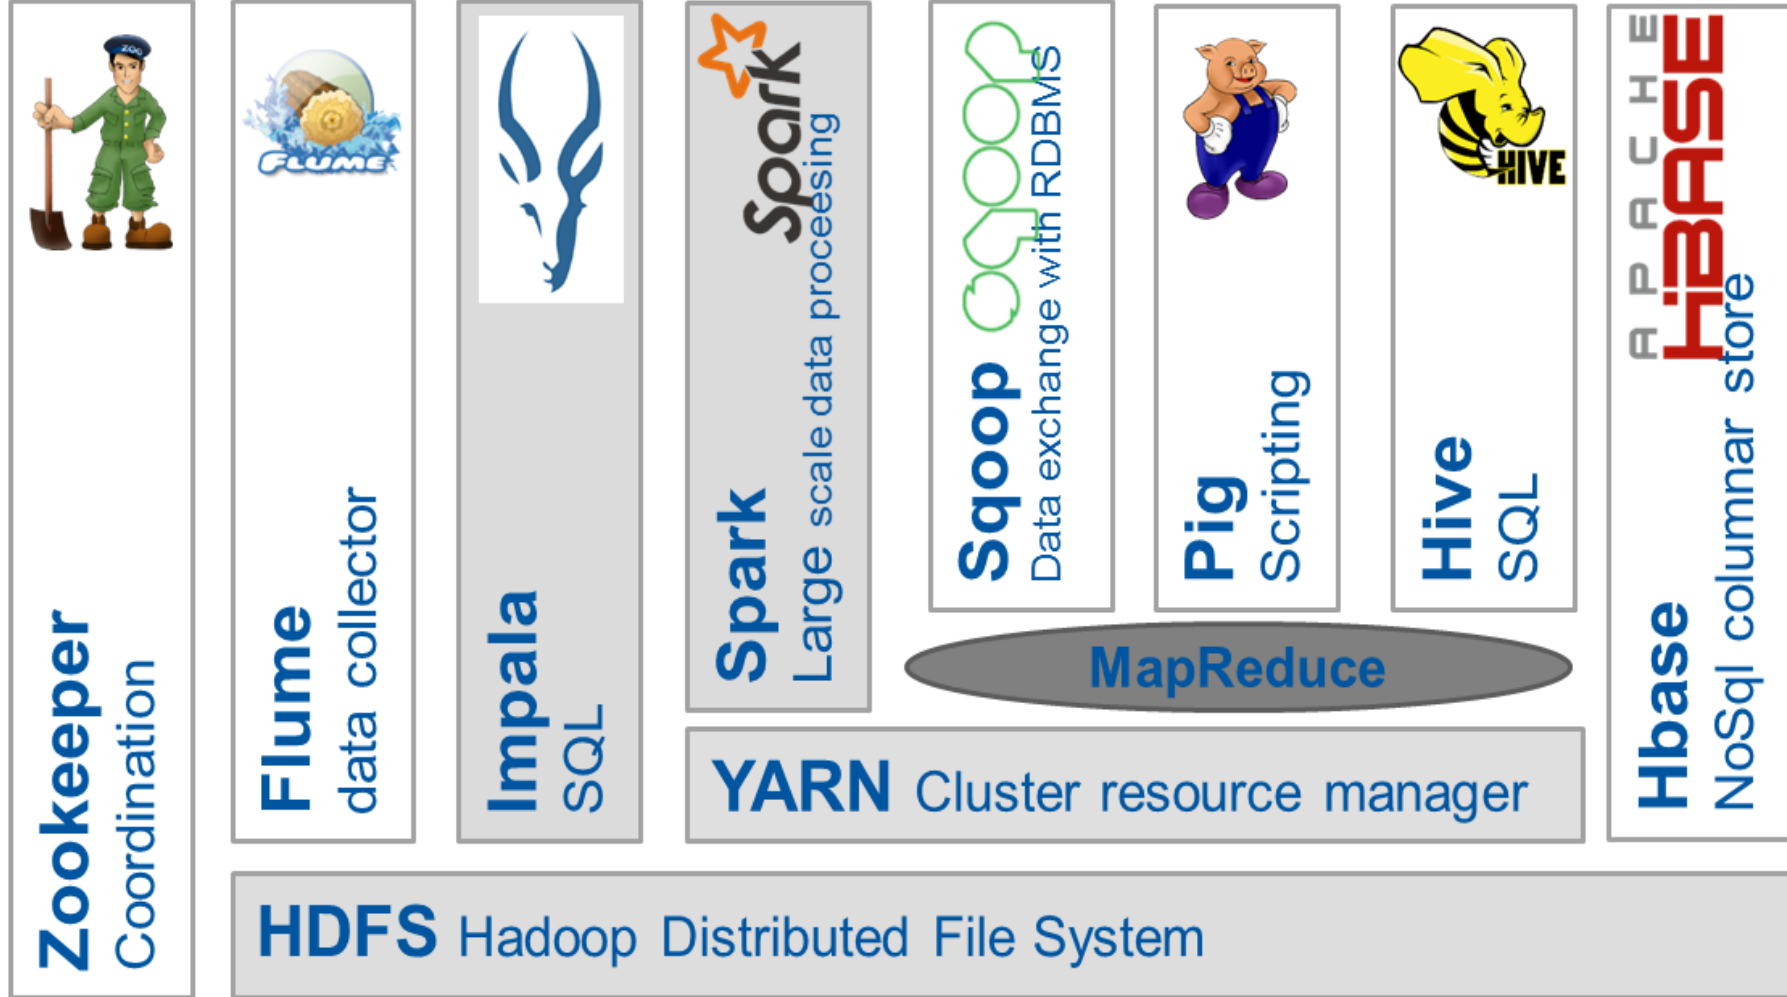 ZOO
Zookeeper
Coordination
FLUME
Flume
data collector
Impala
SQL
Spark
Spark
Large scale data proceesing
sqoop
Sqoop
Data exchange with RDBMS
Pig
Scripting
HIVE
Hive
SQL
APACHE
HBASE
Hbase
NoSql columnar store
MapReduce
YARN Cluster resource manager
HDFS Hadoop Distributed File System